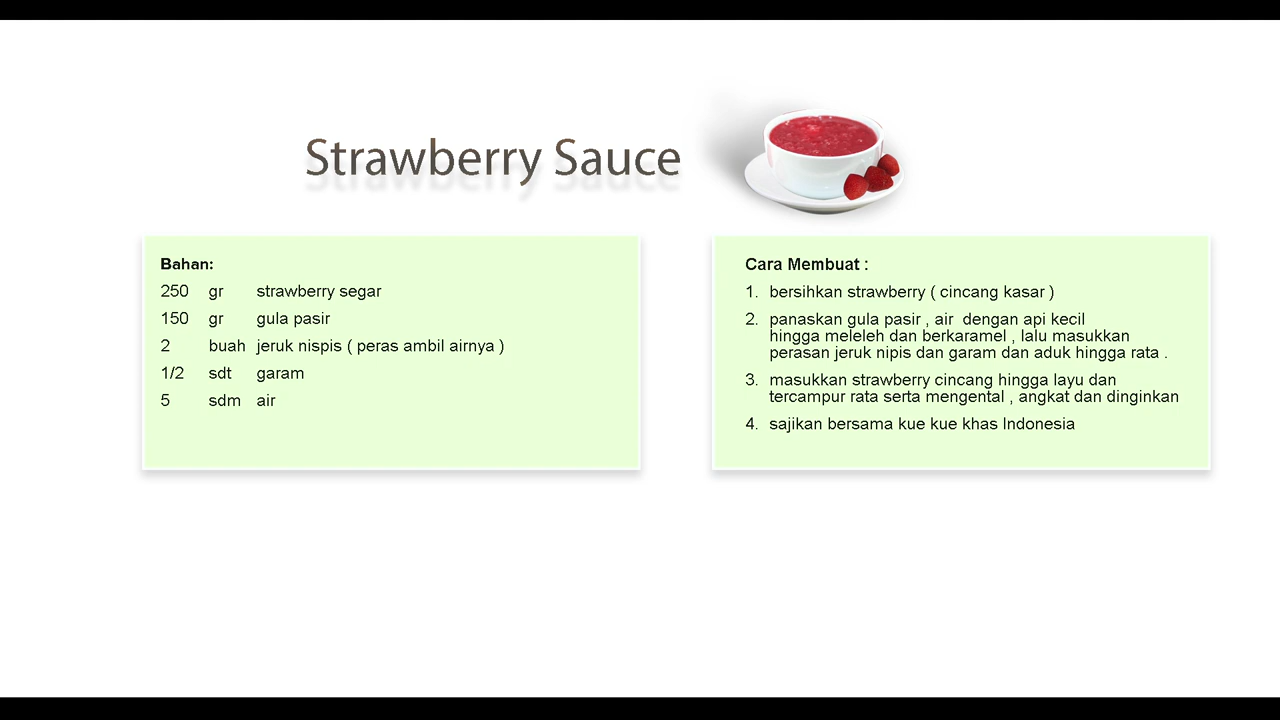 Strawberry Sauce
Bahan:
250 gr strawberry segar
150 gr gula pasir
2 buah jeruk nispis ( peras ambil airnya )
1/2 sdt garam
5 sdm air
Cara Membuat :
1. bersihkan strawberry ( cincang kasar )
2. panaskan gula pasir , air dengan api kecil
hingga meleleh dan berkaramel , lalu masukkan
perasan jeruk nipis dan garam dan aduk hingga rata .
3. masukkan strawberry cincang hingga layu dan
tercampur rata serta mengental , angkat dan dinginkan
4. sajikan bersama kue kue khas Indonesia